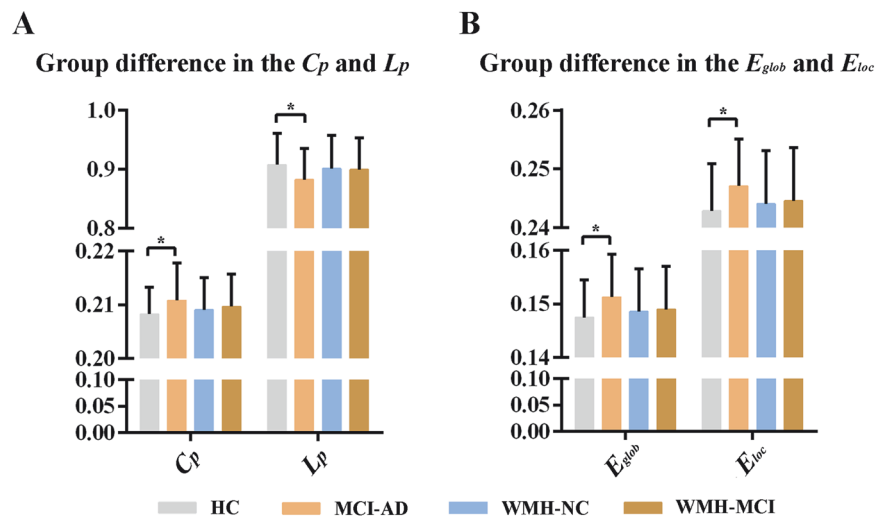 A
Group difference in the Cp and Lp
1.0
0.9
0.8
0.22
0.21
0.20
0.10
0.05
0.00
*
*
Cp
Lp
B
Group difference in the Eglob and Eloc
0.26
0.25
0.24
0.16
0.15
0.14
0.10
0.05
0.00
*
*
Eglob
Eloc
HC MCI-AD WMH-NC WMH-MCI